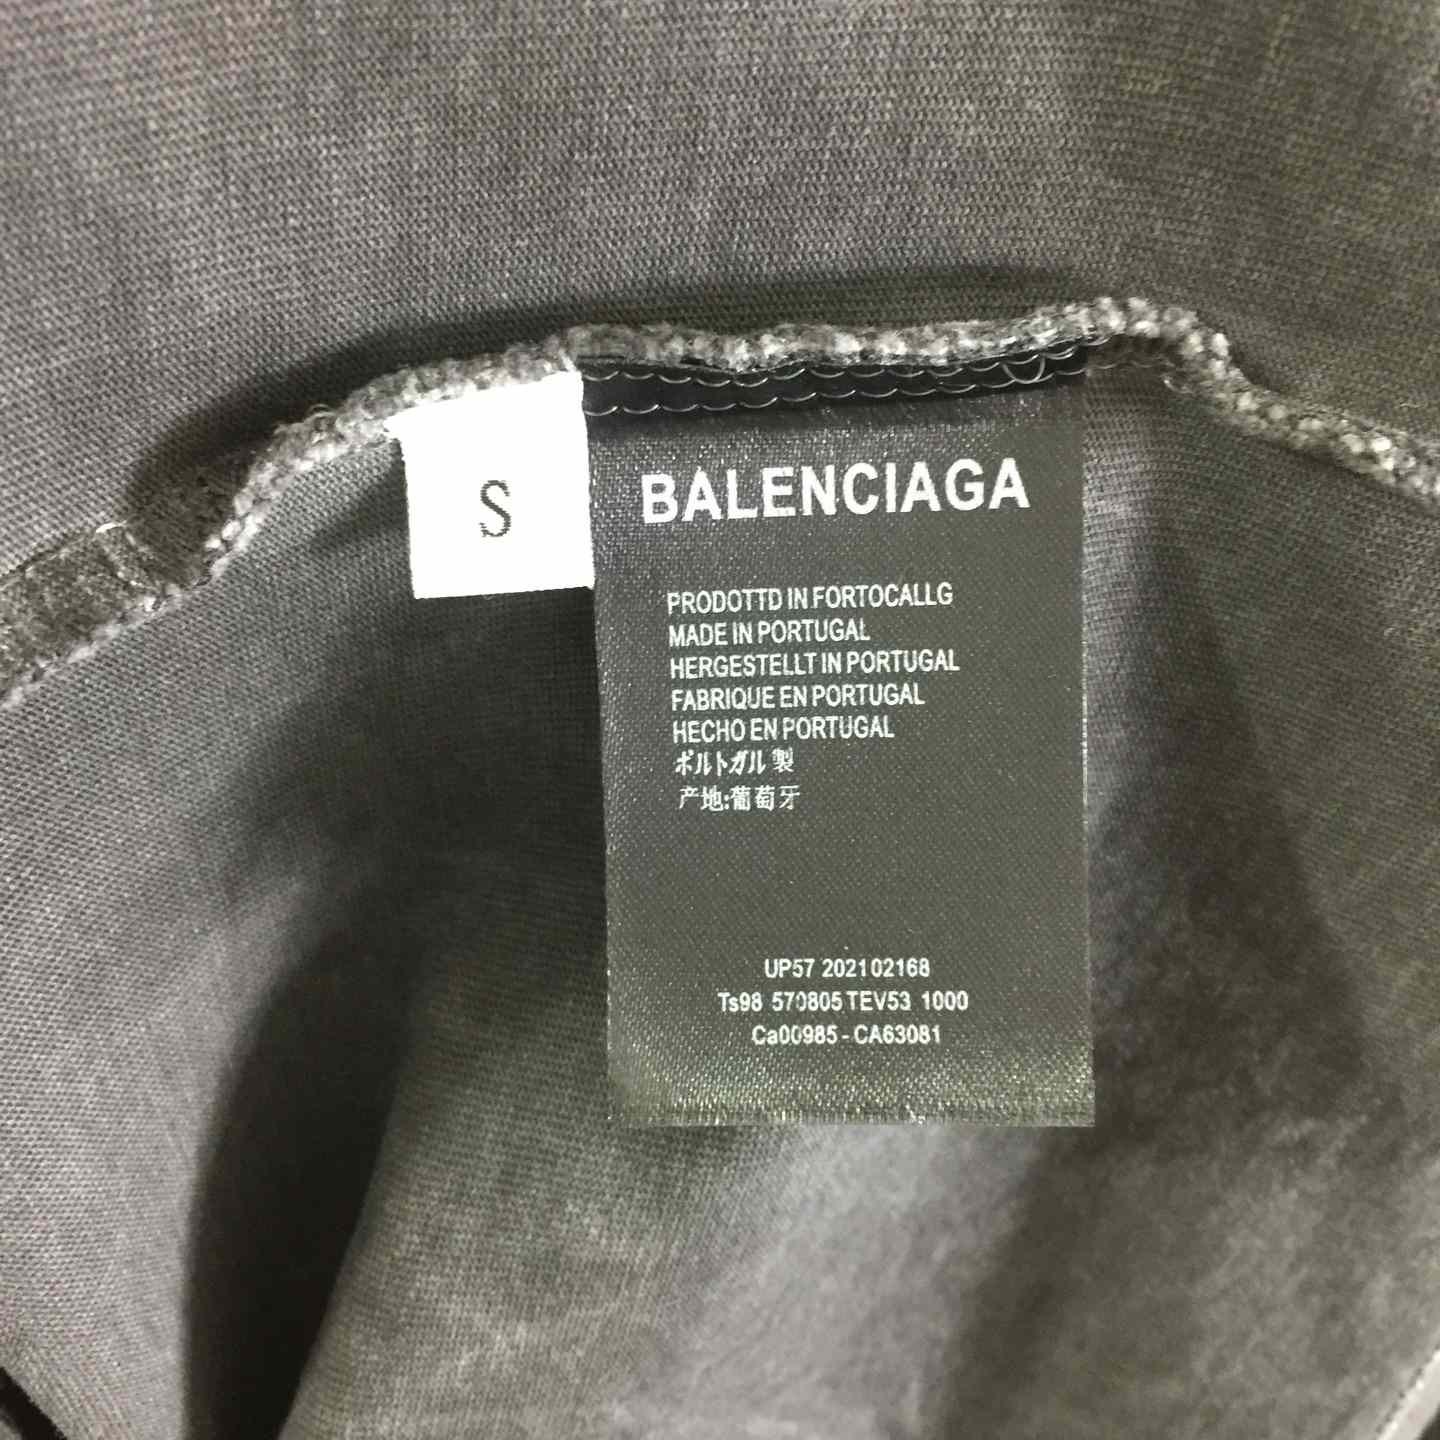 S
BALENCIAGA
PRODOTTD IN FORTOCALLG
MADE IN PORTUGAL
HERGESTELLT IN PORTUGAL
FABRIQUE EN PORTUGAL
HECHO EN PORTUGAL
ポルトガル 製
产地:葡萄牙
UP57 202102168
Ts98 570805 TEV53 1000
Ca00985 - CA63081